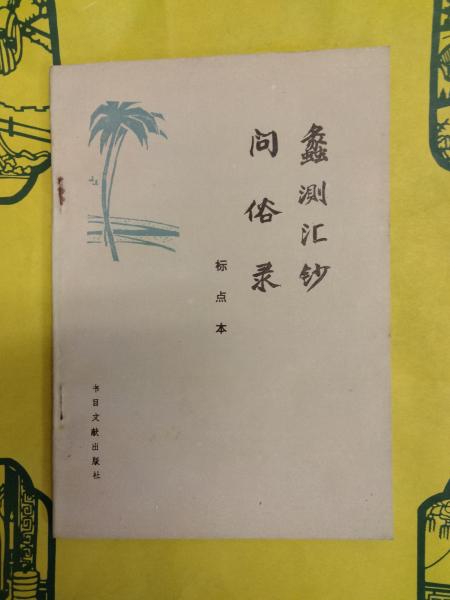 蠡测汇钞
问俗录
标点本
书目文献出版社